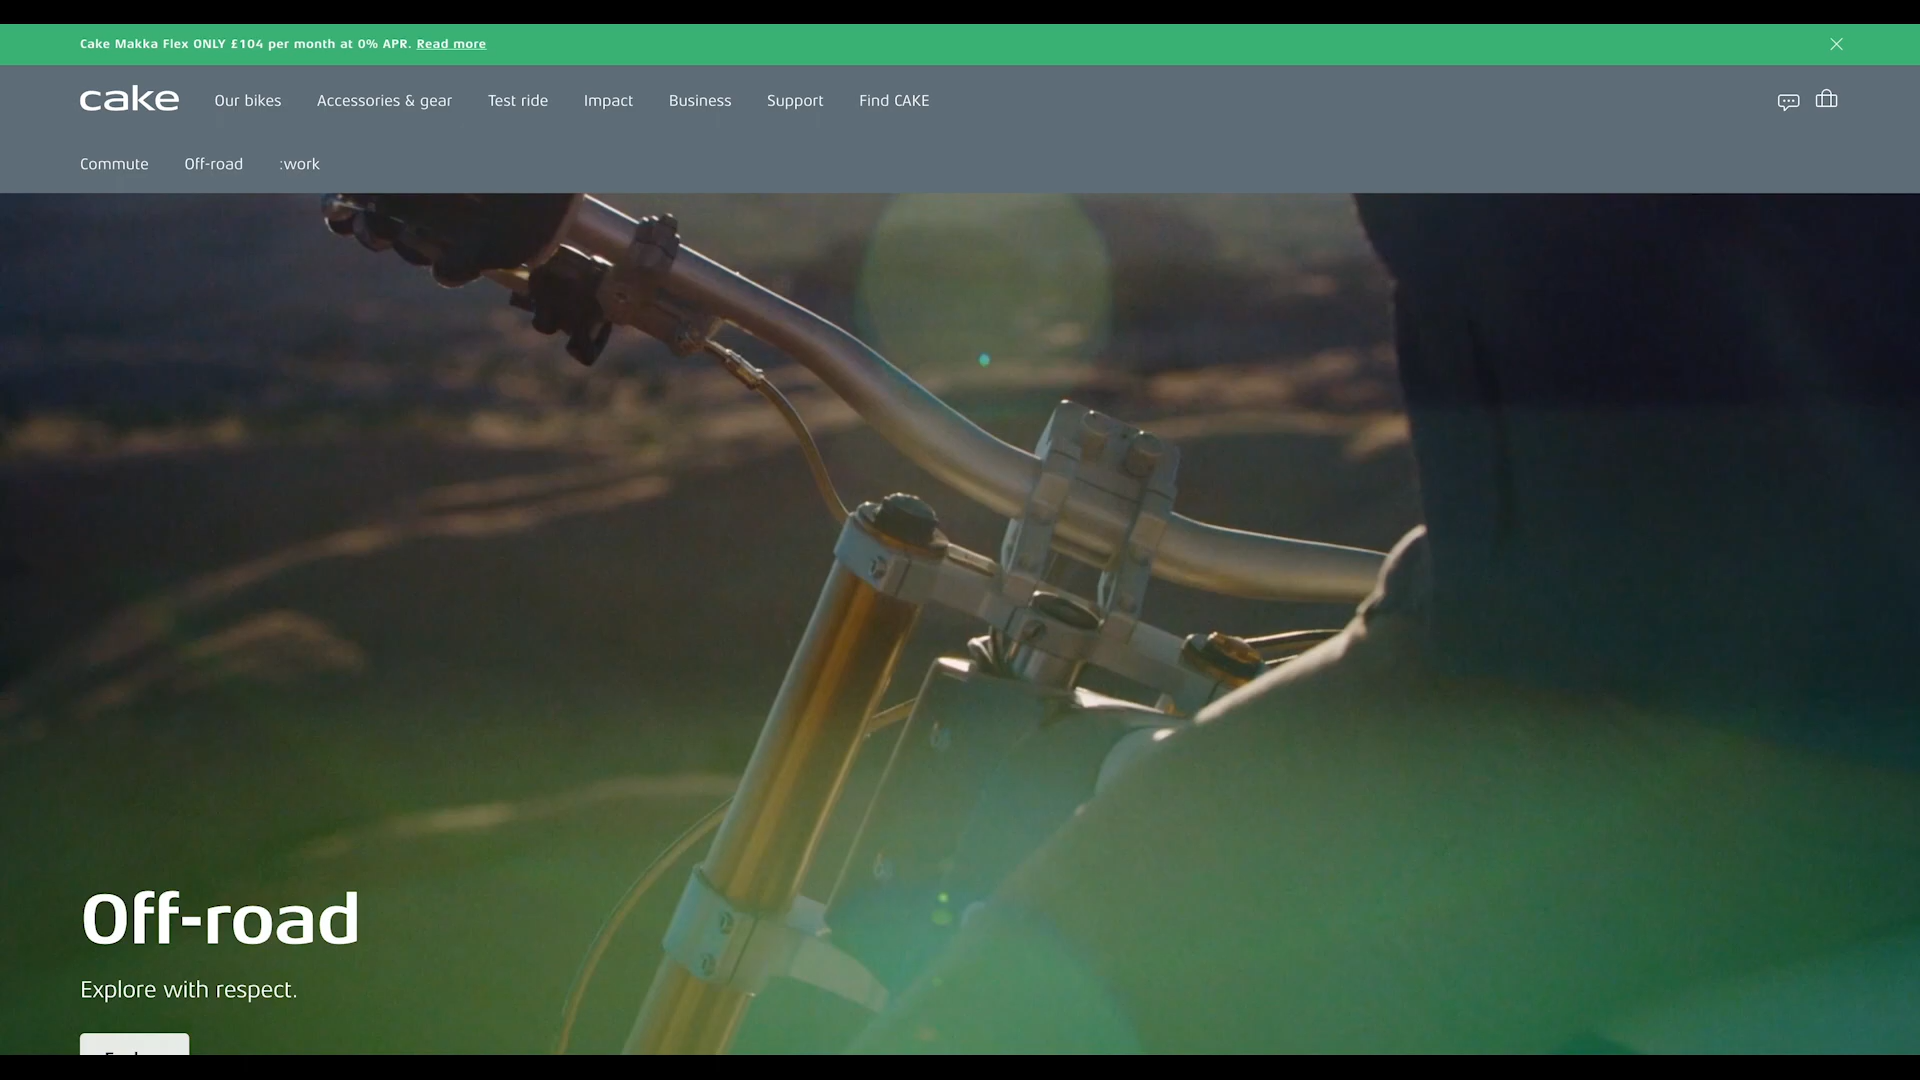 Cake Makka Flex ONLY £104 per month at 0% APR. Read more
cake Our bikes Accessories & gear Test ride Impact Business Support Find CAKE
Commute Off-road :work
Off-road
Explore with respect.